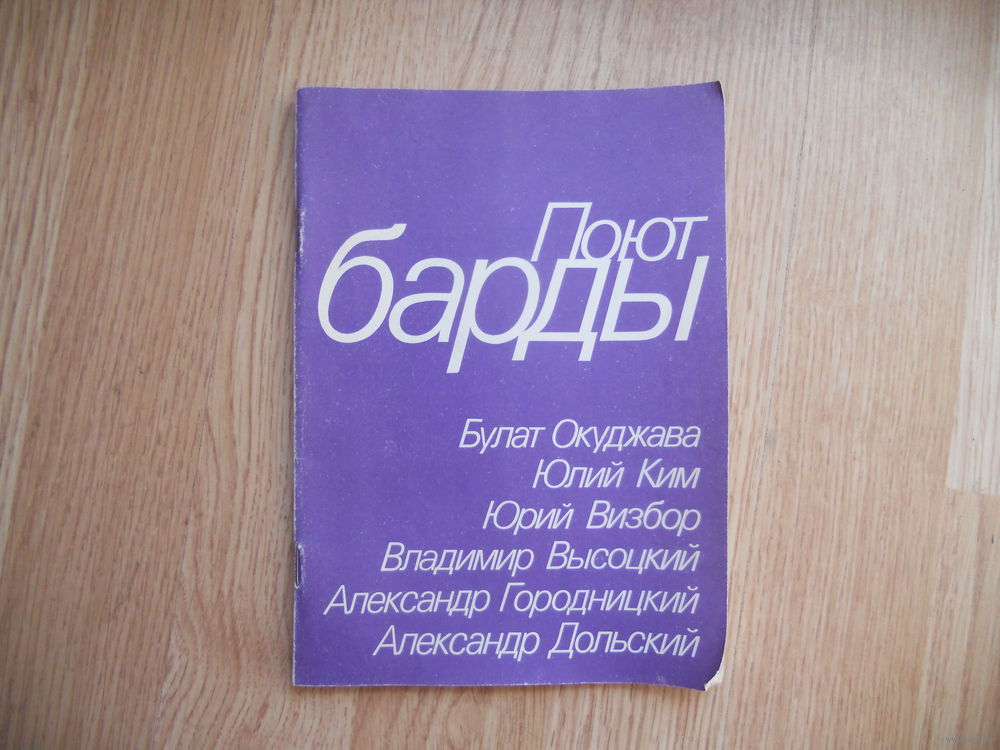 Поют
барды
Булат Окуджава
Юлий Ким
Юрий Визбор
Владимир Высоцкий
Александр Городницкий
Александр Дольский